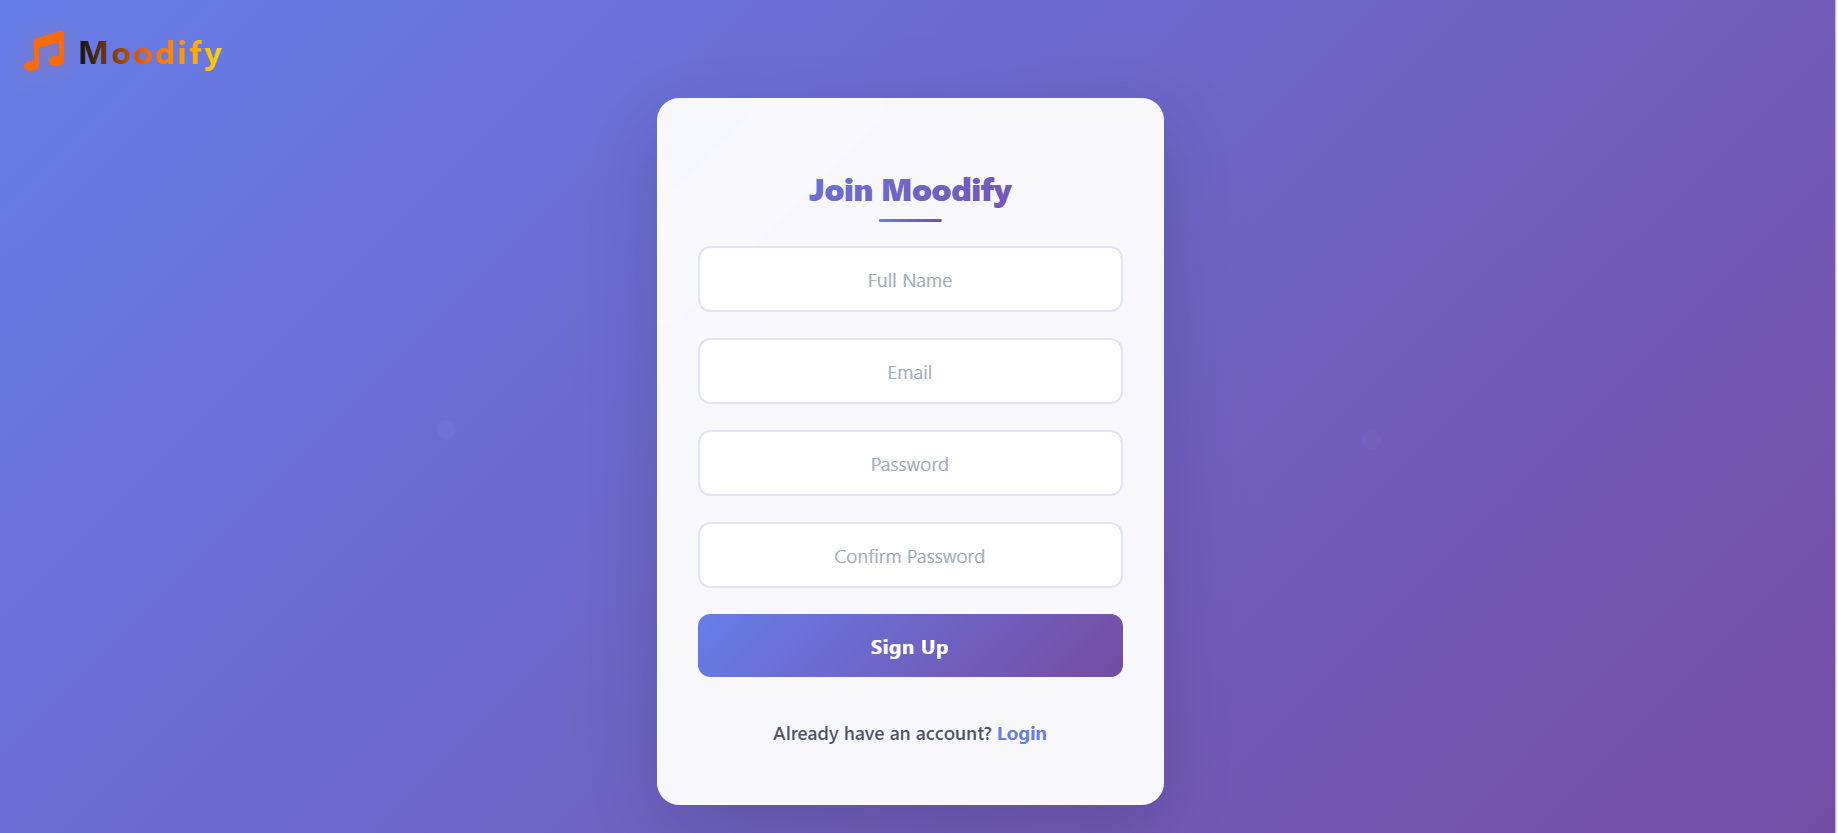 Moodify
Join Moodify
Full Name
Email
Password
Confirm Password
Sign Up
Already have an account? Login